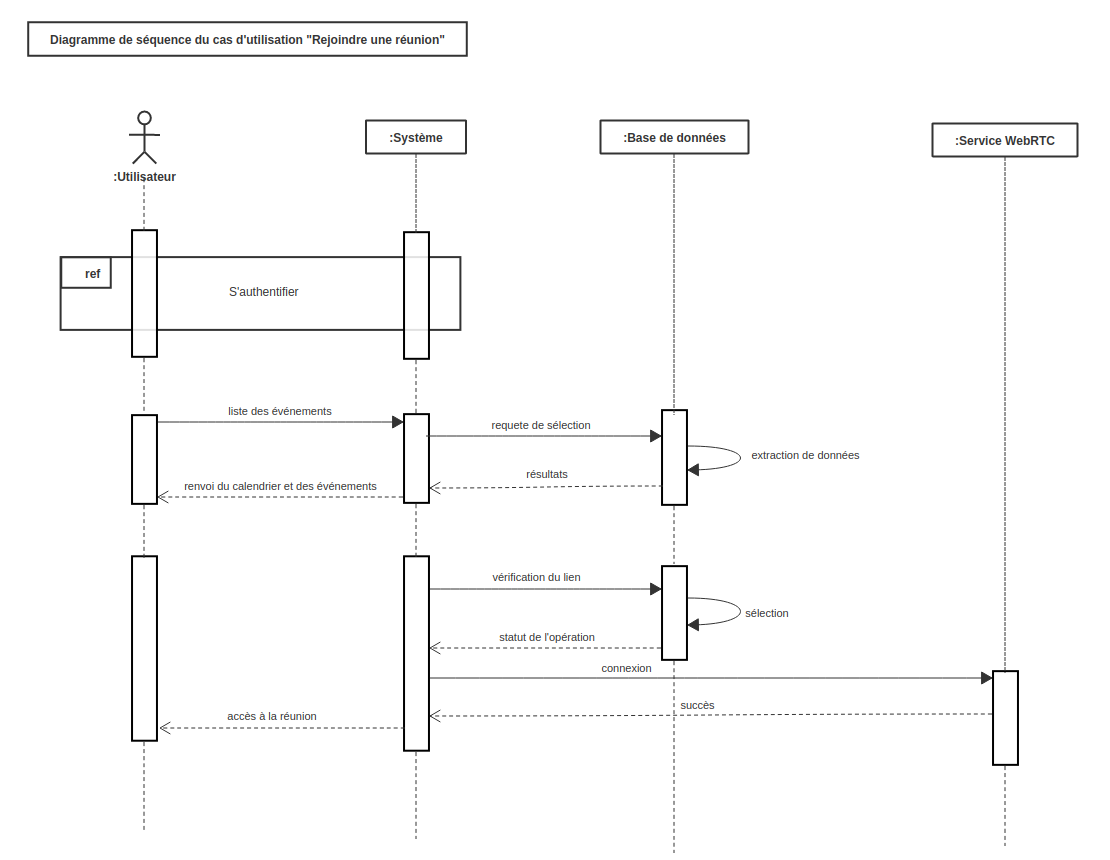 Diagramme de séquence du cas d'utilisation "Rejoindre une réunion"
:Utilisateur
:Système
:Base de données
:Service WebRTC
ref
S'authentifier
liste des événements
requete de sélection
extraction de données
résultats
renvoi du calendrier et des événements
vérification du lien
sélection
statut de l'opération
connexion
succès
accès à la réunion